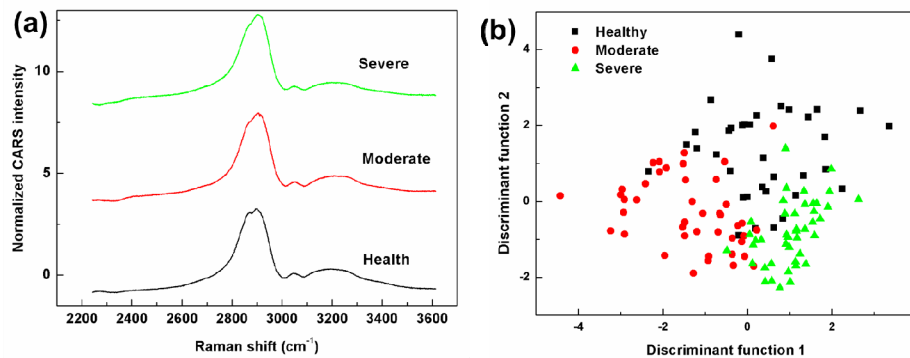 (a)
10
5
0
Normalized CARS intensity
Severe
Moderate
Health
2200 2400 2600 2800 3000 3200 3400 3600
Raman shift (cm⁻¹)
(b)
Healthy
Moderate
Severe
4
2
0
-2
Discriminant function 2
-4 -2 0 2
Discriminant function 1